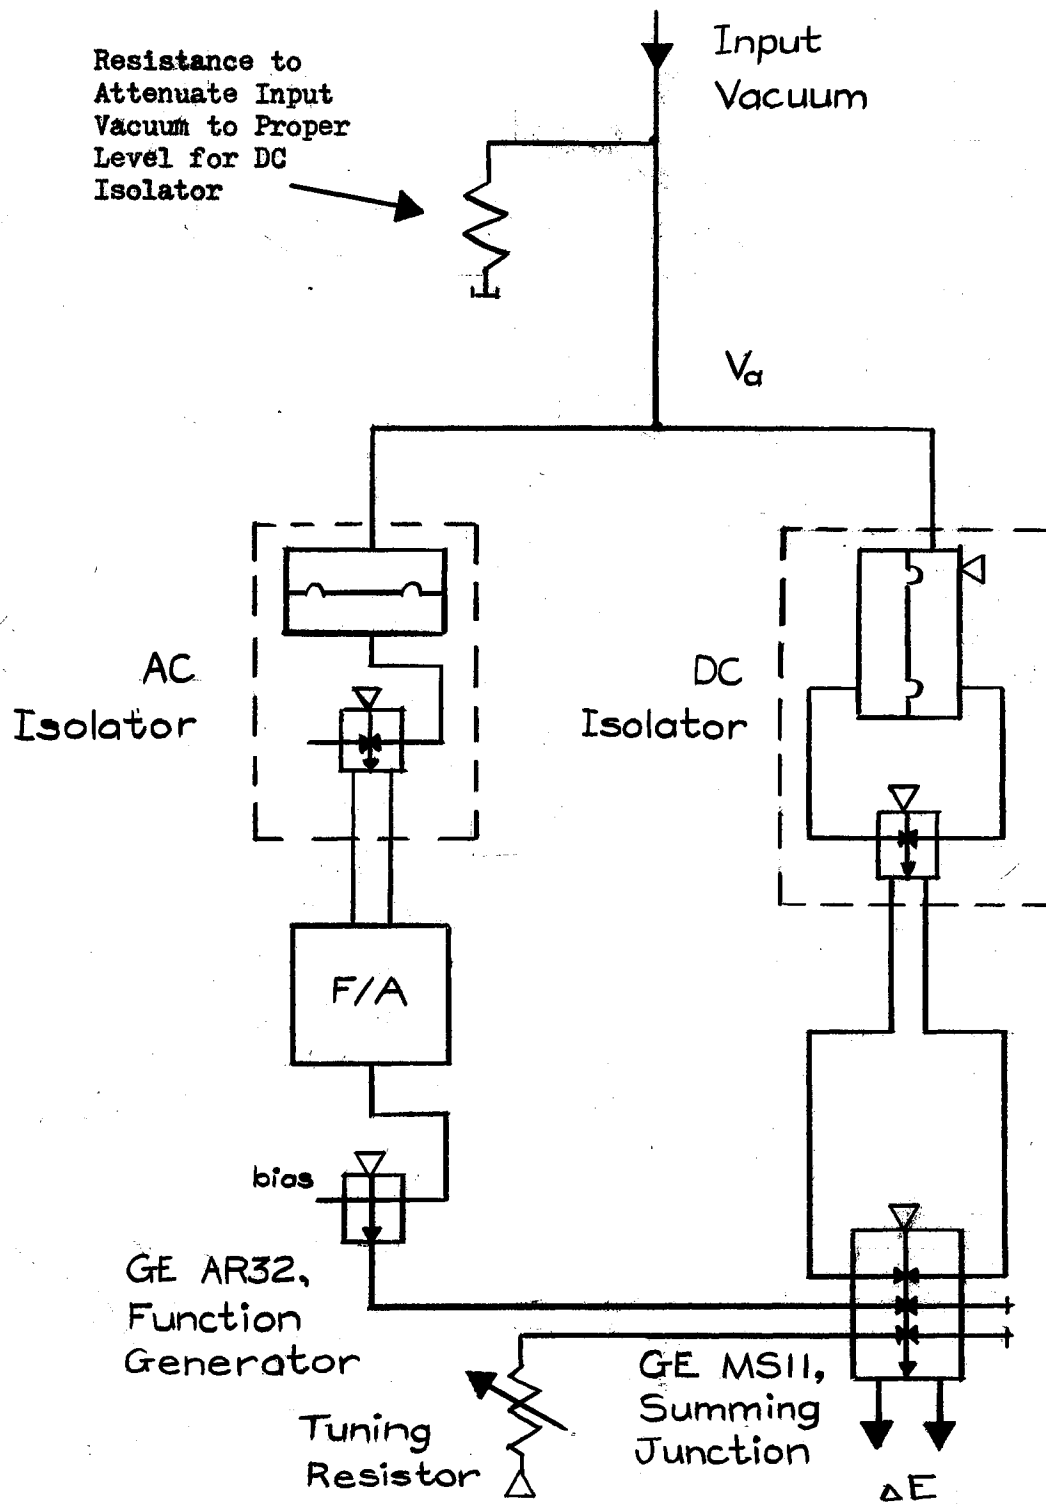 Resistance to
Attenuate Input
Vacuum to Proper
Level for DC
Isolator
Input
Vacuum
Va
AC
Isolator
DC
Isolator
F/A
bias
GE AR32,
Function
Generator
GE MS11,
Summing
Junction
Tuning
Resistor
ΔE